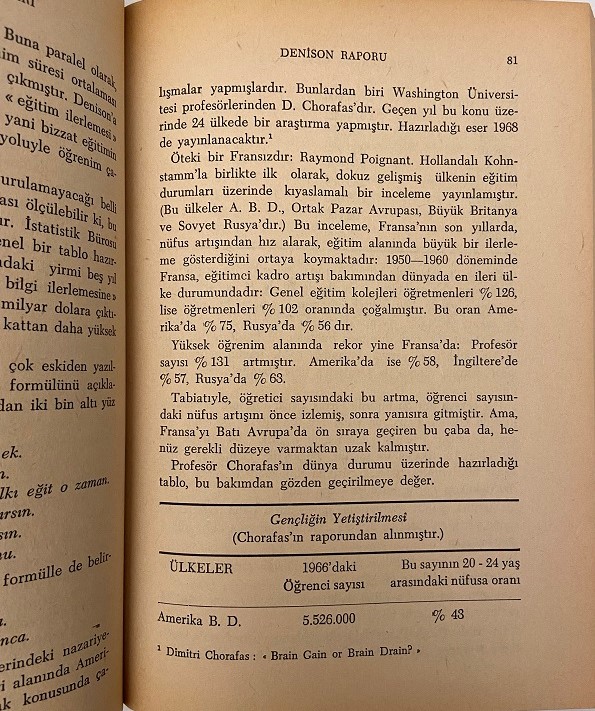 Buna paralel olarak,
im süresi ortalaması
çıkmıştır. Denison'a
« eğitim ilerlemesi »
yani bizzat eğitimin
yoluyle öğrenim ça-
urulamayacağı belli
ası ölçülebilir ki, bu
r. İstatistik Bürosu
enel bir tablo hazır-
daki yirmi beş yıl
bilgi ilerlemesine »
milyar dolara çıktı-
kattan daha yüksek
çok eskiden yazıl-
formülünü açıkla-
dan iki bin altı yüz
ek.
n.
lkı eğit o zaman.
ırsın.
ısın.
nu.
formülle de belir-
a.
nca.
erindeki nazariye-
i alanında Ameri-
ak konusunda ça-
DENİSON RAPORU 81
lışmalar yapmışlardır. Bunlardan biri Washington Üniversi-
tesi profesörlerinden D. Chorafas'dır. Geçen yıl bu konu üze-
rinde 24 ülkede bir araştırma yapmıştır. Hazırladığı eser 1968
de yayınlanacaktır.¹
Öteki bir Fransızdır: Raymond Poignant. Hollandalı Kohn-
stamm'la birlikte ilk olarak, dokuz gelişmiş ülkenin eğitim
durumları üzerinde kıyaslamalı bir inceleme yayınlamıştır.
(Bu ülkeler A. B. D., Ortak Pazar Avrupası, Büyük Britanya
ve Sovyet Rusya'dır.) Bu inceleme, Fransa'nın son yıllarda,
nüfus artışından hız alarak, eğitim alanında büyük bir ilerle-
me gösterdiğini ortaya koymaktadır: 1950—1960 döneminde
Fransa, eğitimci kadro artışı bakımından dünyada en ileri ül-
ke durumundadır: Genel eğitim kolejleri öğretmenleri % 126,
lise öğretmenleri % 102 oranında çoğalmıştır. Bu oran Ame-
rika'da % 75, Rusya'da % 56 dır.
Yüksek öğrenim alanında rekor yine Fransa'da: Profesör
sayısı % 131 artmıştır. Amerika'da ise % 58, İngiltere'de
% 57, Rusya'da % 63.
Tabiatıyle, öğretici sayısındaki bu artma, öğrenci sayısın-
daki nüfus artışını önce izlemiş, sonra yanısıra gitmiştir. Ama,
Fransa'yı Batı Avrupa'da ön sıraya geçiren bu çaba da, he-
nüz gerekli düzeye varmaktan uzak kalmıştır.
Profesör Chorafas'ın dünya durumu üzerinde hazırladığı
tablo, bu bakımdan gözden geçirilmeye değer.
Gençliğin Yetiştirilmesi
(Chorafas'ın raporundan alınmıştır.)
ÜLKELER 1966'daki Bu sayının 20 - 24 yaş
Öğrenci sayısı arasındaki nüfusa oranı
Amerika B. D. 5.526.000 % 43
¹ Dimitri Chorafas : « Brain Gain or Brain Drain? »